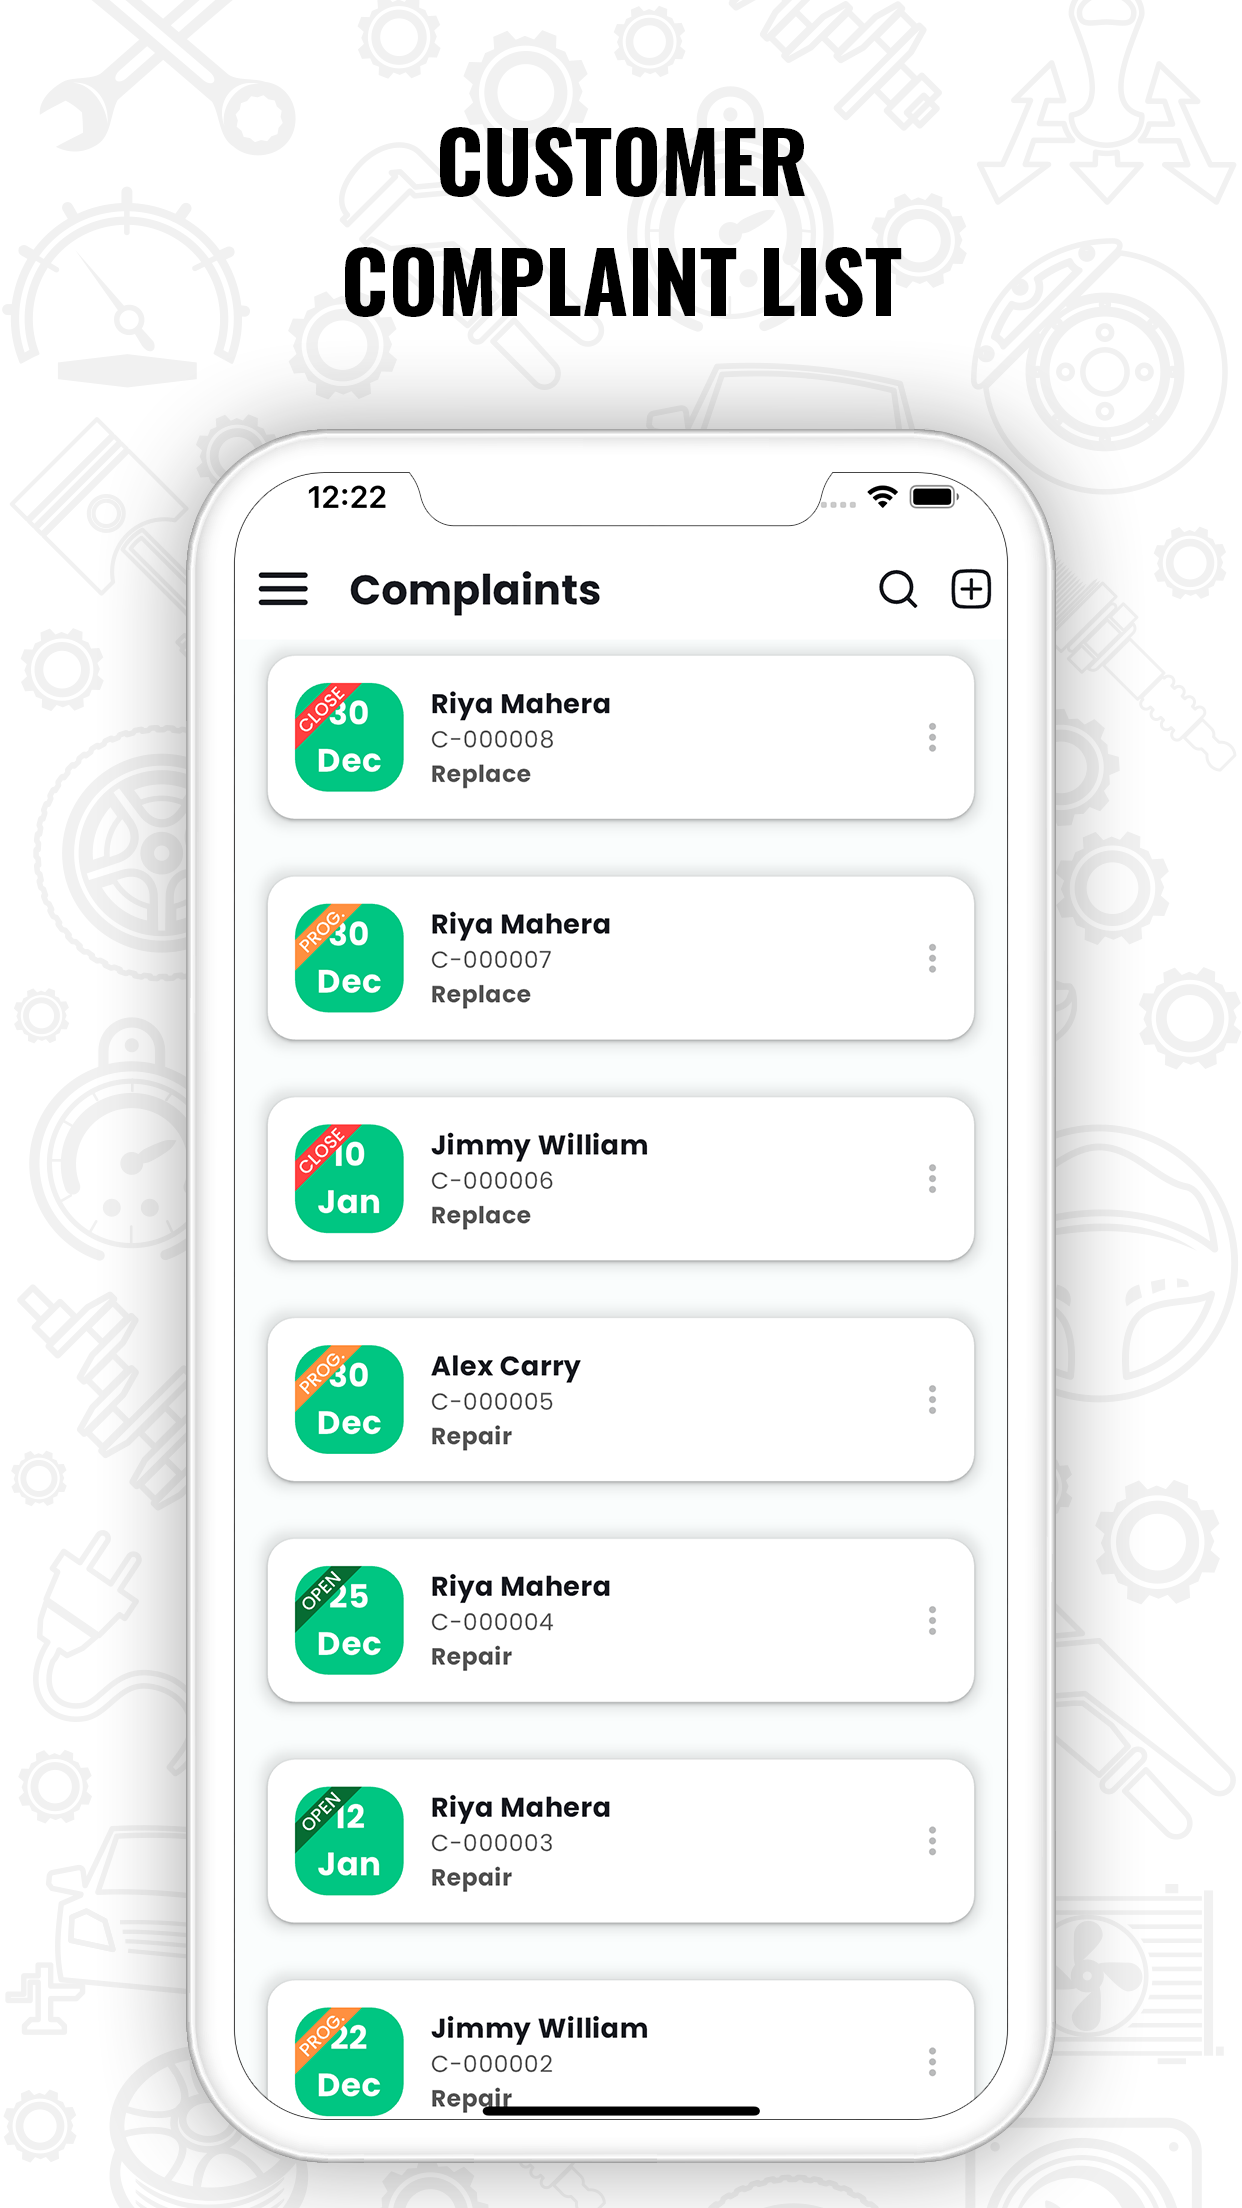 CUSTOMER
COMPLAINT LIST
12:22
Complaints
CLOSE
30
Dec
Riya Mahera
C-000008
Replace
PROG.
30
Dec
Riya Mahera
C-000007
Replace
CLOSE
10
Jan
Jimmy William
C-000006
Replace
PROG.
30
Dec
Alex Carry
C-000005
Repair
OPEN
25
Dec
Riya Mahera
C-000004
Repair
OPEN
12
Jan
Riya Mahera
C-000003
Repair
PROG.
22
Dec
Jimmy William
C-000002
Repair